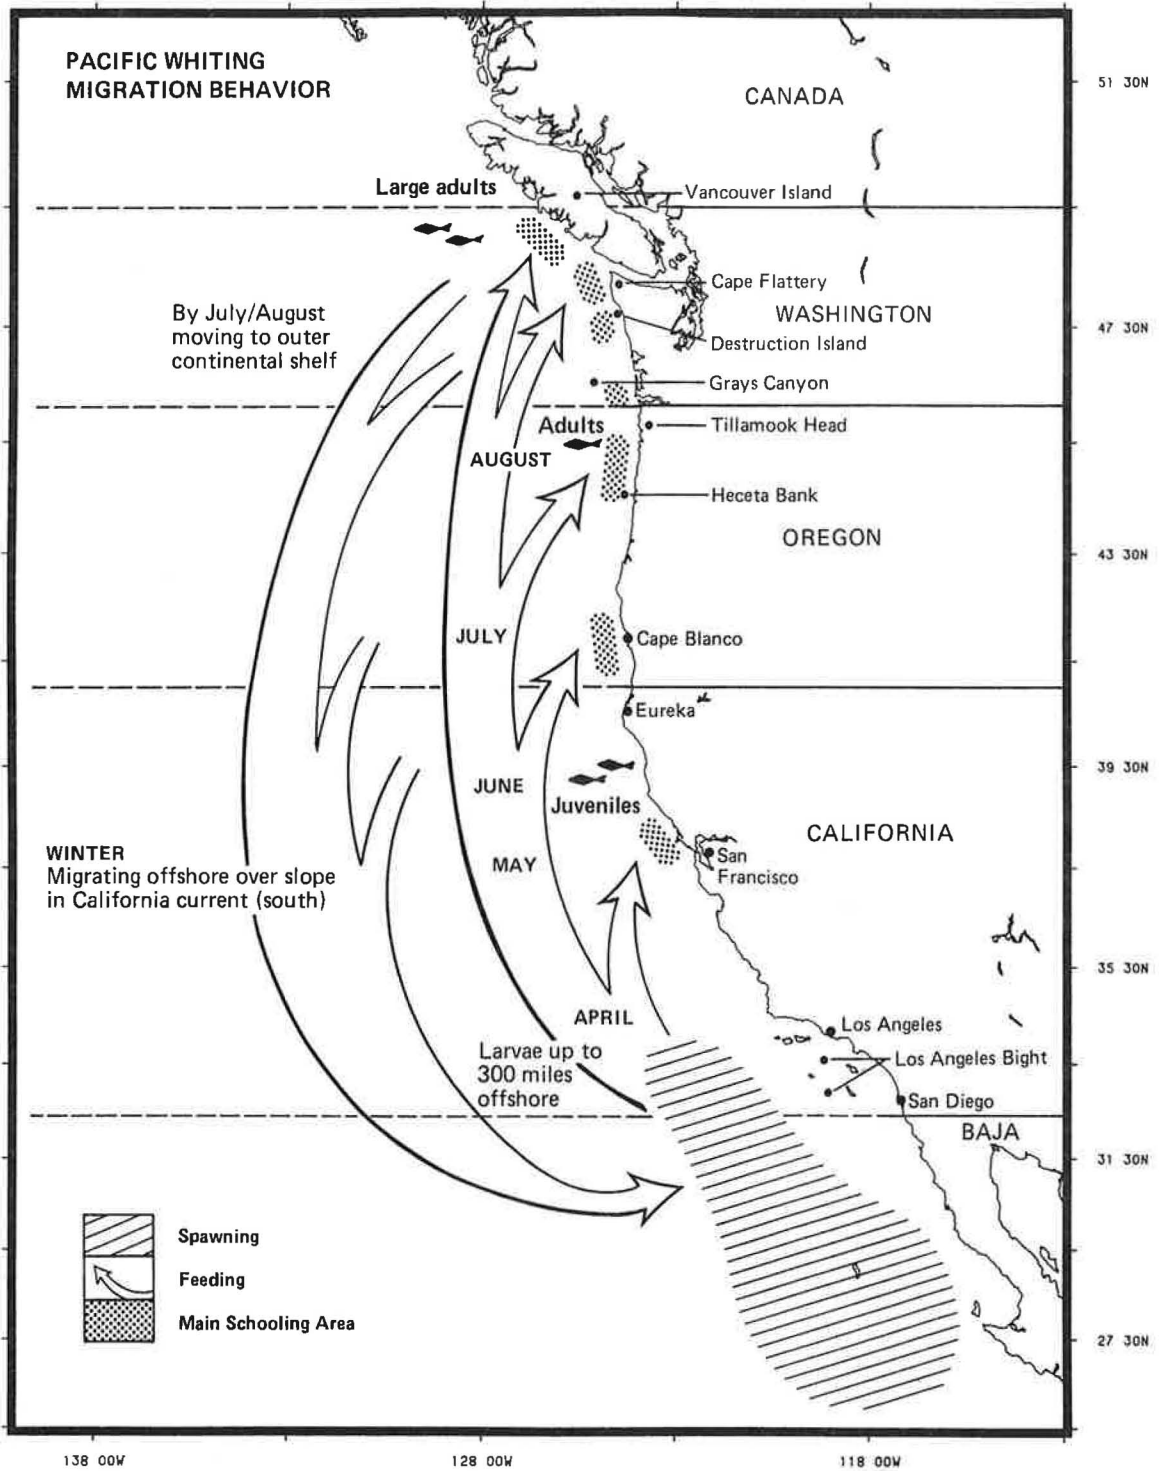 PACIFIC WHITING
MIGRATION BEHAVIOR
51 30N
CANADA
Large adults
Vancouver Island
Cape Flattery
By July/August
moving to outer
continental shelf
WASHINGTON
47 30N
Destruction Island
Grays Canyon
Adults
Tillamook Head
AUGUST
Heceta Bank
OREGON
43 30N
JULY
Cape Blanco
Eureka
39 30N
JUNE
Juveniles
CALIFORNIA
WINTER
Migrating offshore over slope
in California current (south)
MAY
San
Francisco
35 30N
APRIL
Los Angeles
Larvae up to
300 miles
offshore
Los Angeles Bight
San Diego
BAJA
31 30N
Spawning
Feeding
Main Schooling Area
27 30N
138 00W
128 00W
118 00W